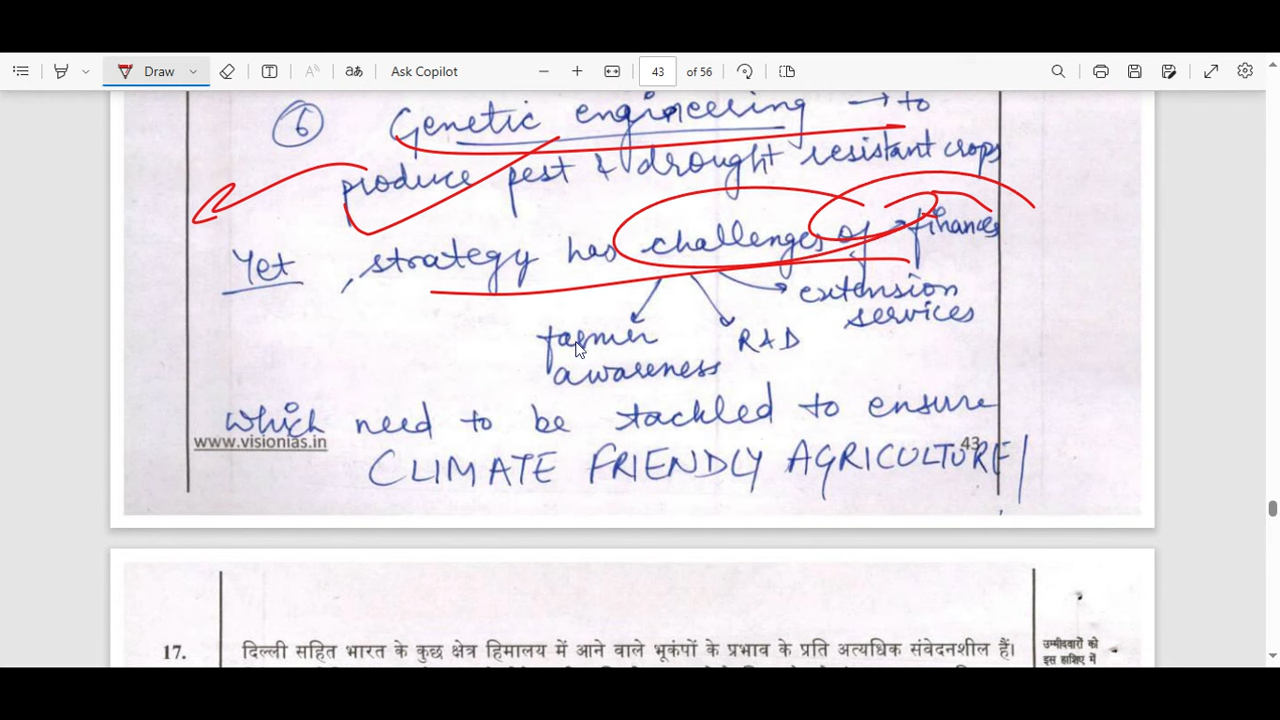 Draw
Ask Copilot
43
of 56
6 Genetic engineering → to
produce pest & drought resistant crops
Yet, strategy has challenges of → finances
extension
services
farmer
awareness
R&D
which need to be tackled to ensure
www.visionias.in
43
CLIMATE FRIENDLY AGRICULTURE/
17.
दिल्ली सहित भारत के कुछ क्षेत्र हिमालय में आने वाले भूकंपों के प्रभाव के प्रति अत्यधिक संवेदनशील हैं।
उम्मीदवारों को
इस हाशिए में